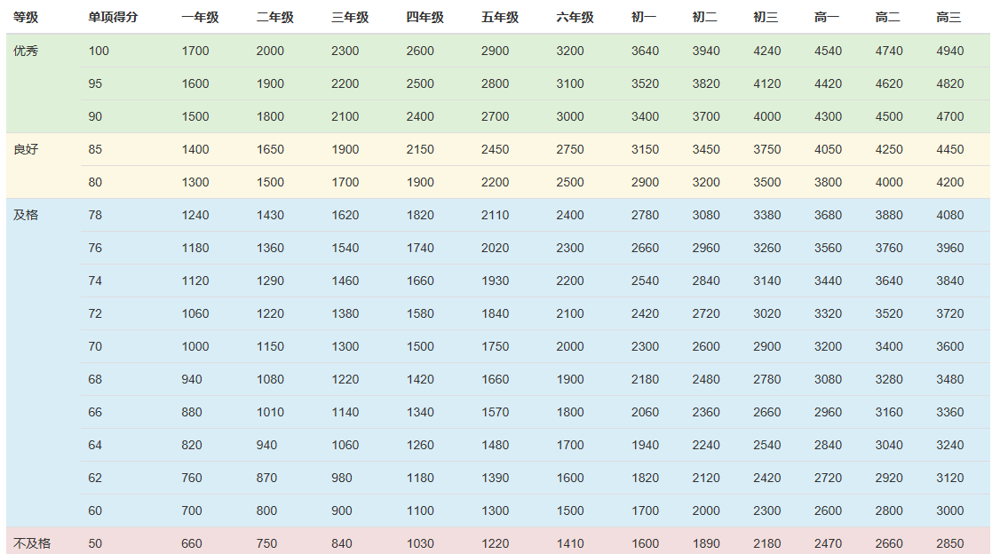 等级 单项得分 一年级 二年级 三年级 四年级 五年级 六年级 初一 初二 初三 高一 高二 高三
优秀 100 1700 2000 2300 2600 2900 3200 3640 3940 4240 4540 4740 4940
95 1600 1900 2200 2500 2800 3100 3520 3820 4120 4420 4620 4820
90 1500 1800 2100 2400 2700 3000 3400 3700 4000 4300 4500 4700
良好 85 1400 1650 1900 2150 2450 2750 3150 3450 3750 4050 4250 4450
80 1300 1500 1700 1900 2200 2500 2900 3200 3500 3800 4000 4200
及格 78 1240 1430 1620 1820 2110 2400 2780 3080 3380 3680 3880 4080
76 1180 1360 1540 1740 2020 2300 2660 2960 3260 3560 3760 3960
74 1120 1290 1460 1660 1930 2200 2540 2840 3140 3440 3640 3840
72 1060 1220 1380 1580 1840 2100 2420 2720 3020 3320 3520 3720
70 1000 1150 1300 1500 1750 2000 2300 2600 2900 3200 3400 3600
68 940 1080 1220 1420 1660 1900 2180 2480 2780 3080 3280 3480
66 880 1010 1140 1340 1570 1800 2060 2360 2660 2960 3160 3360
64 820 940 1060 1260 1480 1700 1940 2240 2540 2840 3040 3240
62 760 870 980 1180 1390 1600 1820 2120 2420 2720 2920 3120
60 700 800 900 1100 1300 1500 1700 2000 2300 2600 2800 3000
不及格 50 660 750 840 1030 1220 1410 1600 1890 2180 2470 2660 2850